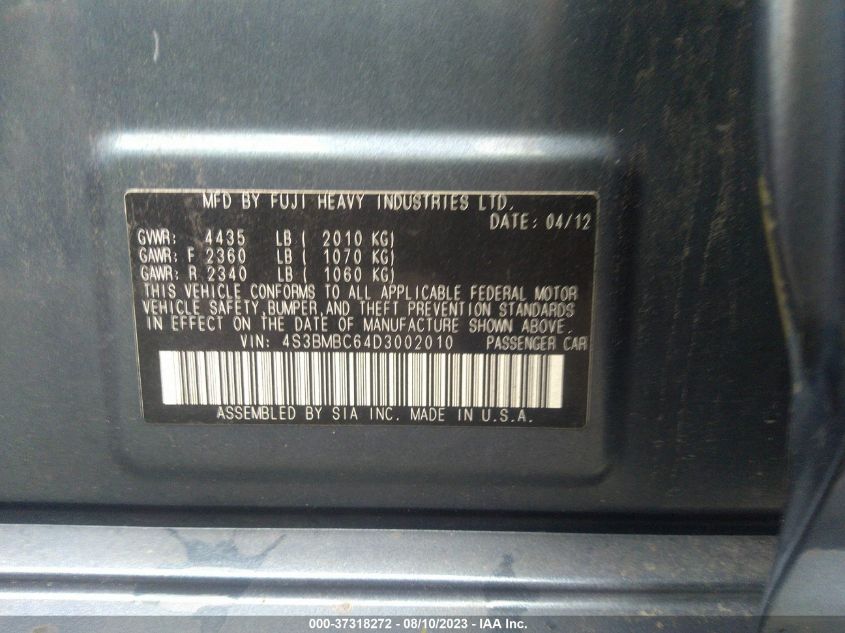 MFD BY FUJI HEAVY INDUSTRIES LTD.
DATE: 04/12
GVWR: 4435 LB ( 2010 KG)
GAWR: F 2360 LB ( 1070 KG)
GAWR: R 2340 LB ( 1060 KG)
THIS VEHICLE CONFORMS TO ALL APPLICABLE FEDERAL MOTOR
VEHICLE SAFETY,BUMPER,AND THEFT PREVENTION STANDARDS
IN EFFECT ON THE DATE OF MANUFACTURE SHOWN ABOVE.
VIN: 4S3BMBC64D3002010 PASSENGER CAR
ASSEMBLED BY SIA INC. MADE IN U.S.A.
000-37318272 - 08/10/2023 - IAA Inc.